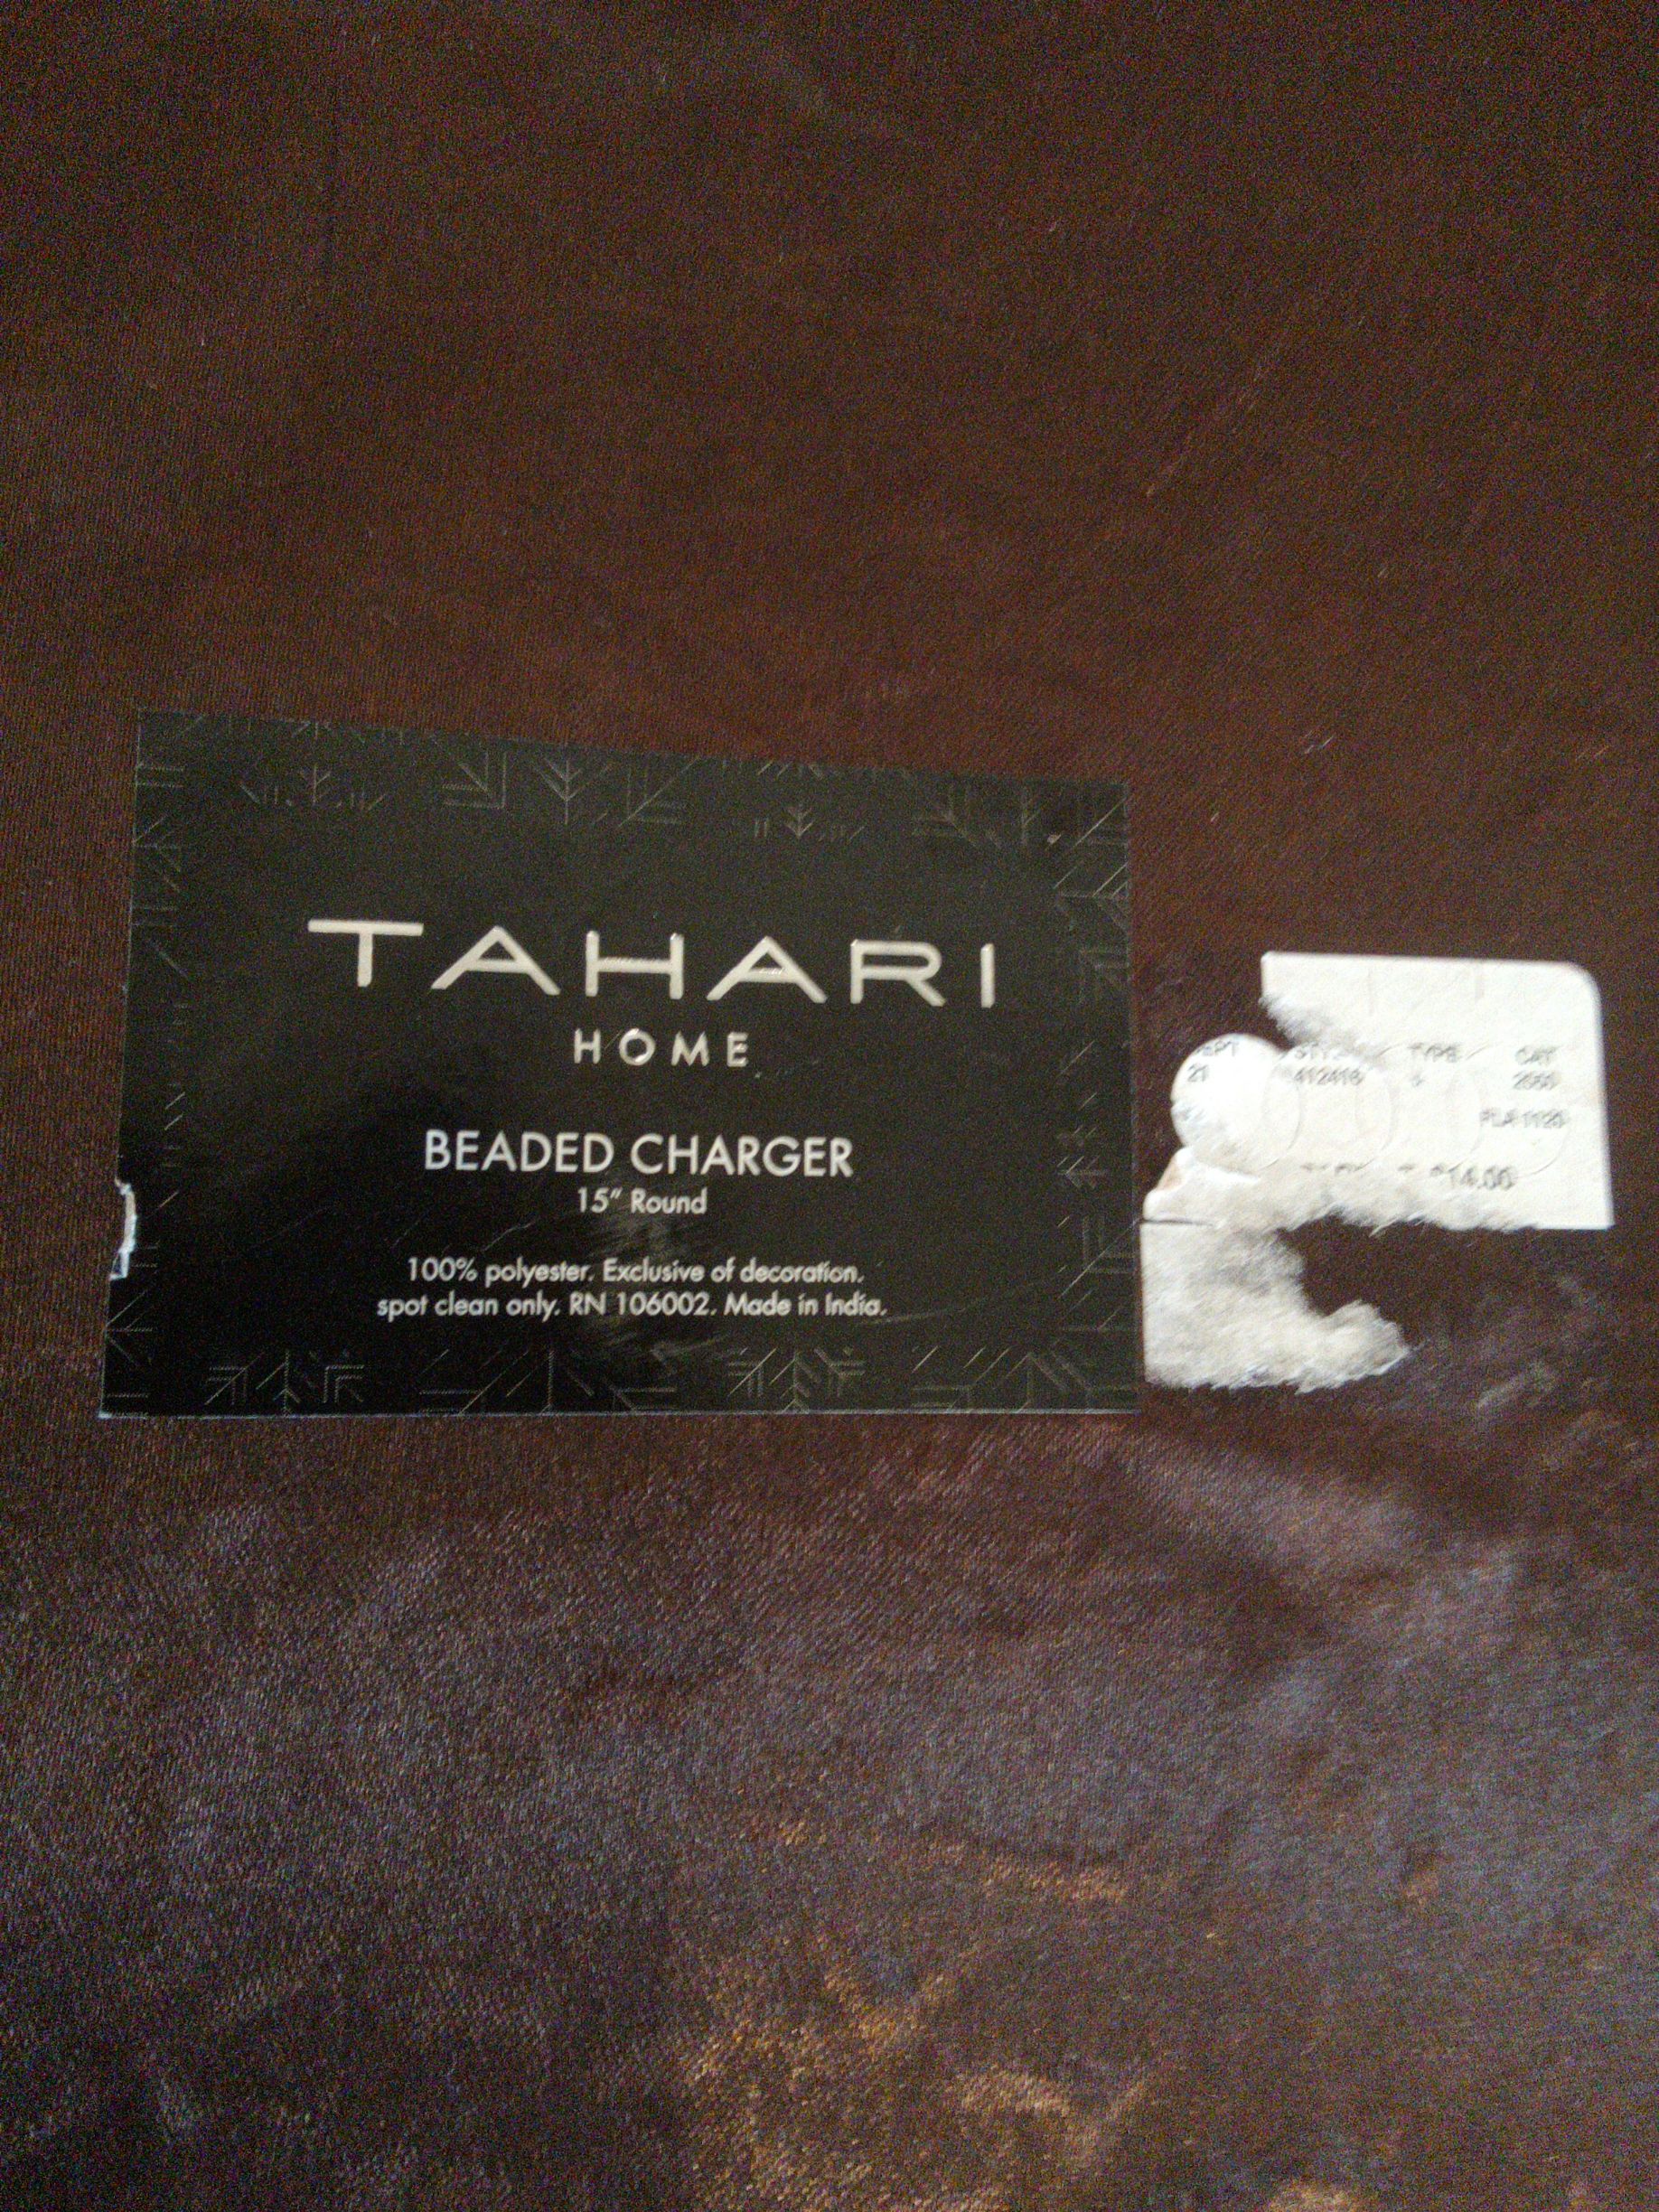 TAHARI
HOME
BEADED CHARGER
15" Round
100% polyester. Exclusive of decoration.
spot clean only. RN 106002. Made in India.
TYPE CAT
21 412416
14.00